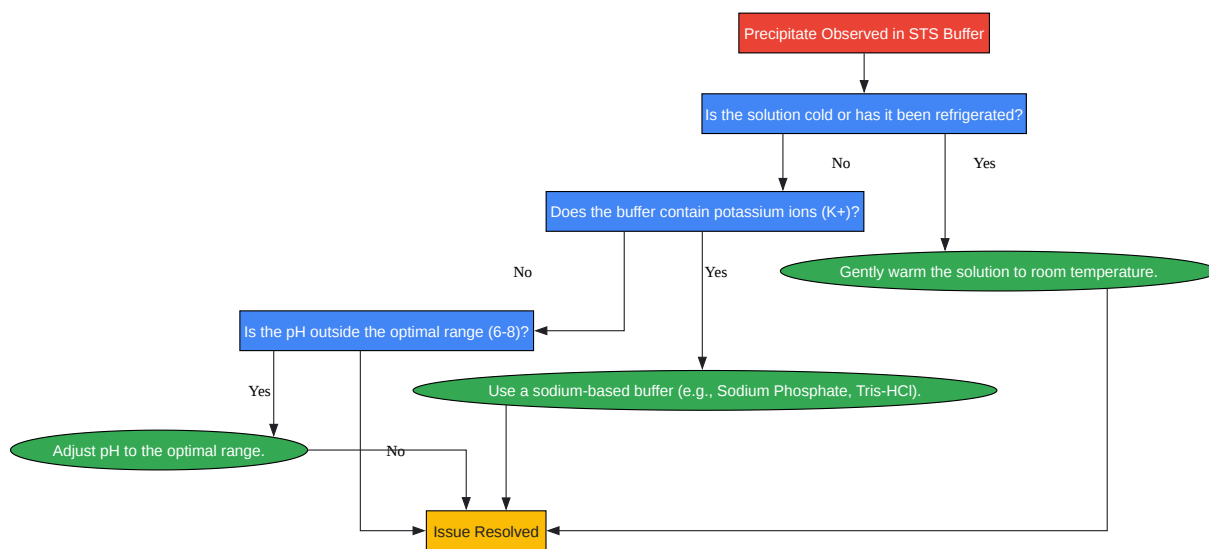 Precipitate Observed in STS Buffer
Is the solution cold or has it been refrigerated?
No
Yes
Does the buffer contain potassium ions (K+)?
No
Yes
Gently warm the solution to room temperature.
Is the pH outside the optimal range (6-8)?
Yes
Use a sodium-based buffer (e.g., Sodium Phosphate, Tris-HCl).
Adjust pH to the optimal range.
No
Issue Resolved